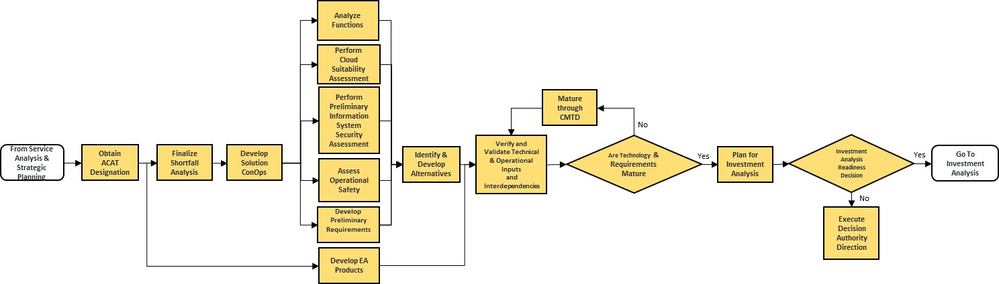 From Service
Analysis &
Strategic
Planning
Obtain
ACAT
Designation
Finalize
Shortfall
Analysis
Develop
Solution
ConOps
Analyze
Functions
Perform
Cloud
Suitability
Assessment
Perform
Preliminary
Information
System
Security
Assessment
Assess
Operational
Safety
Develop
Preliminary
Requirements
Develop EA
Products
Identify &
Develop
Alternatives
Verify and
Validate Technical
& Operational
Inputs
and
Interdependencies
Mature
through
CMTD
No
Are Technology &
Requirements
Mature
Yes
Plan for
Investment
Analysis
Investment
Analysis
Readiness
Decision
Yes
Go To
Investment
Analysis
No
Execute
Decision
Authority
Direction